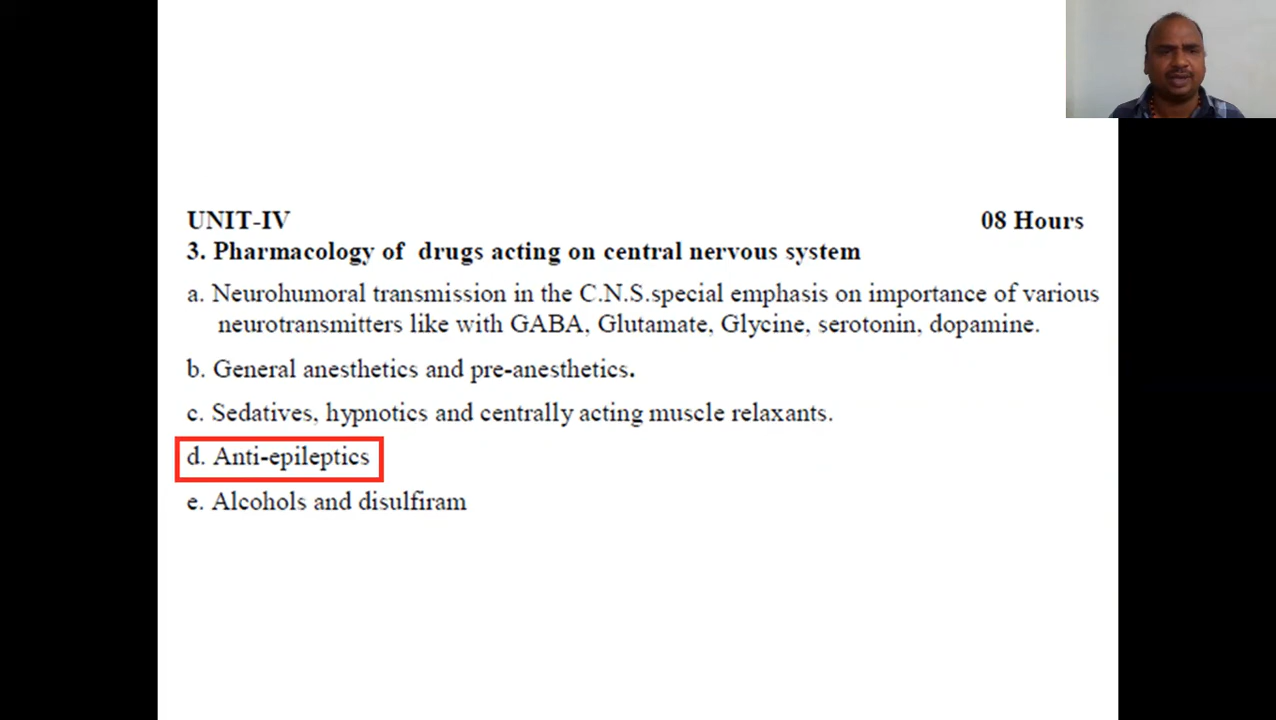 UNIT-IV 08 Hours
3. Pharmacology of drugs acting on central nervous system
a. Neurohumoral transmission in the C.N.S.special emphasis on importance of various
neurotransmitters like with GABA, Glutamate, Glycine, serotonin, dopamine.
b. General anesthetics and pre-anesthetics.
c. Sedatives, hypnotics and centrally acting muscle relaxants.
d. Anti-epileptics
e. Alcohols and disulfiram